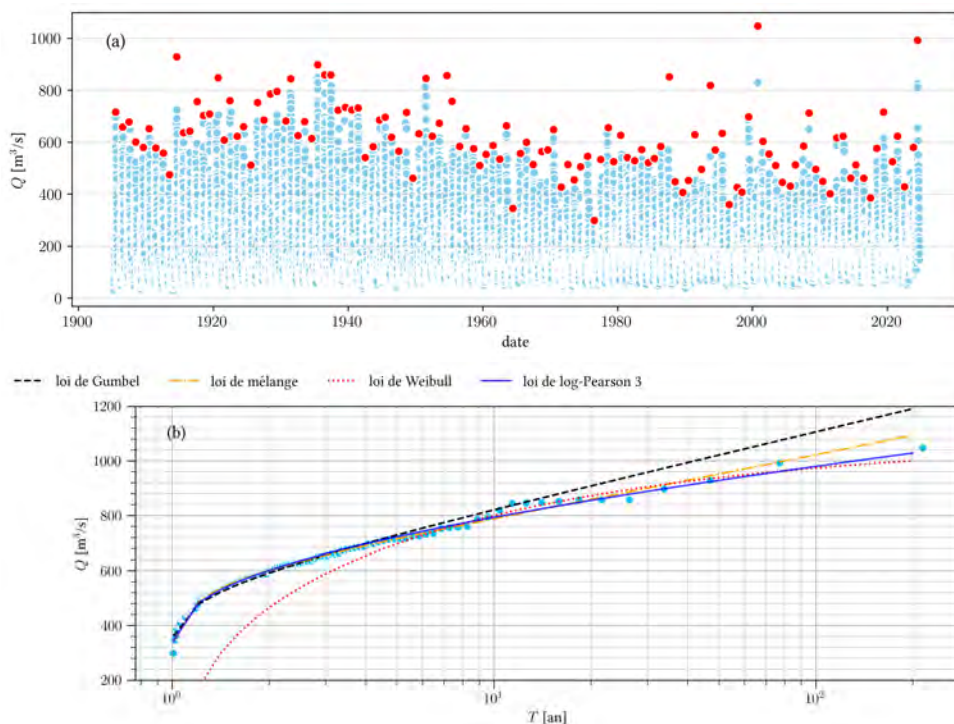 (a)
1000
800
600
400
200
0
Q [m³/s]
1900 1920 1940 1960 1980 2000 2020
date
loi de Gumbel loi de mélange loi de Weibull loi de log-Pearson 3
(b)
1200
1000
800
600
400
200
Q [m³/s]
10⁰ 10¹ 10²
T [an]